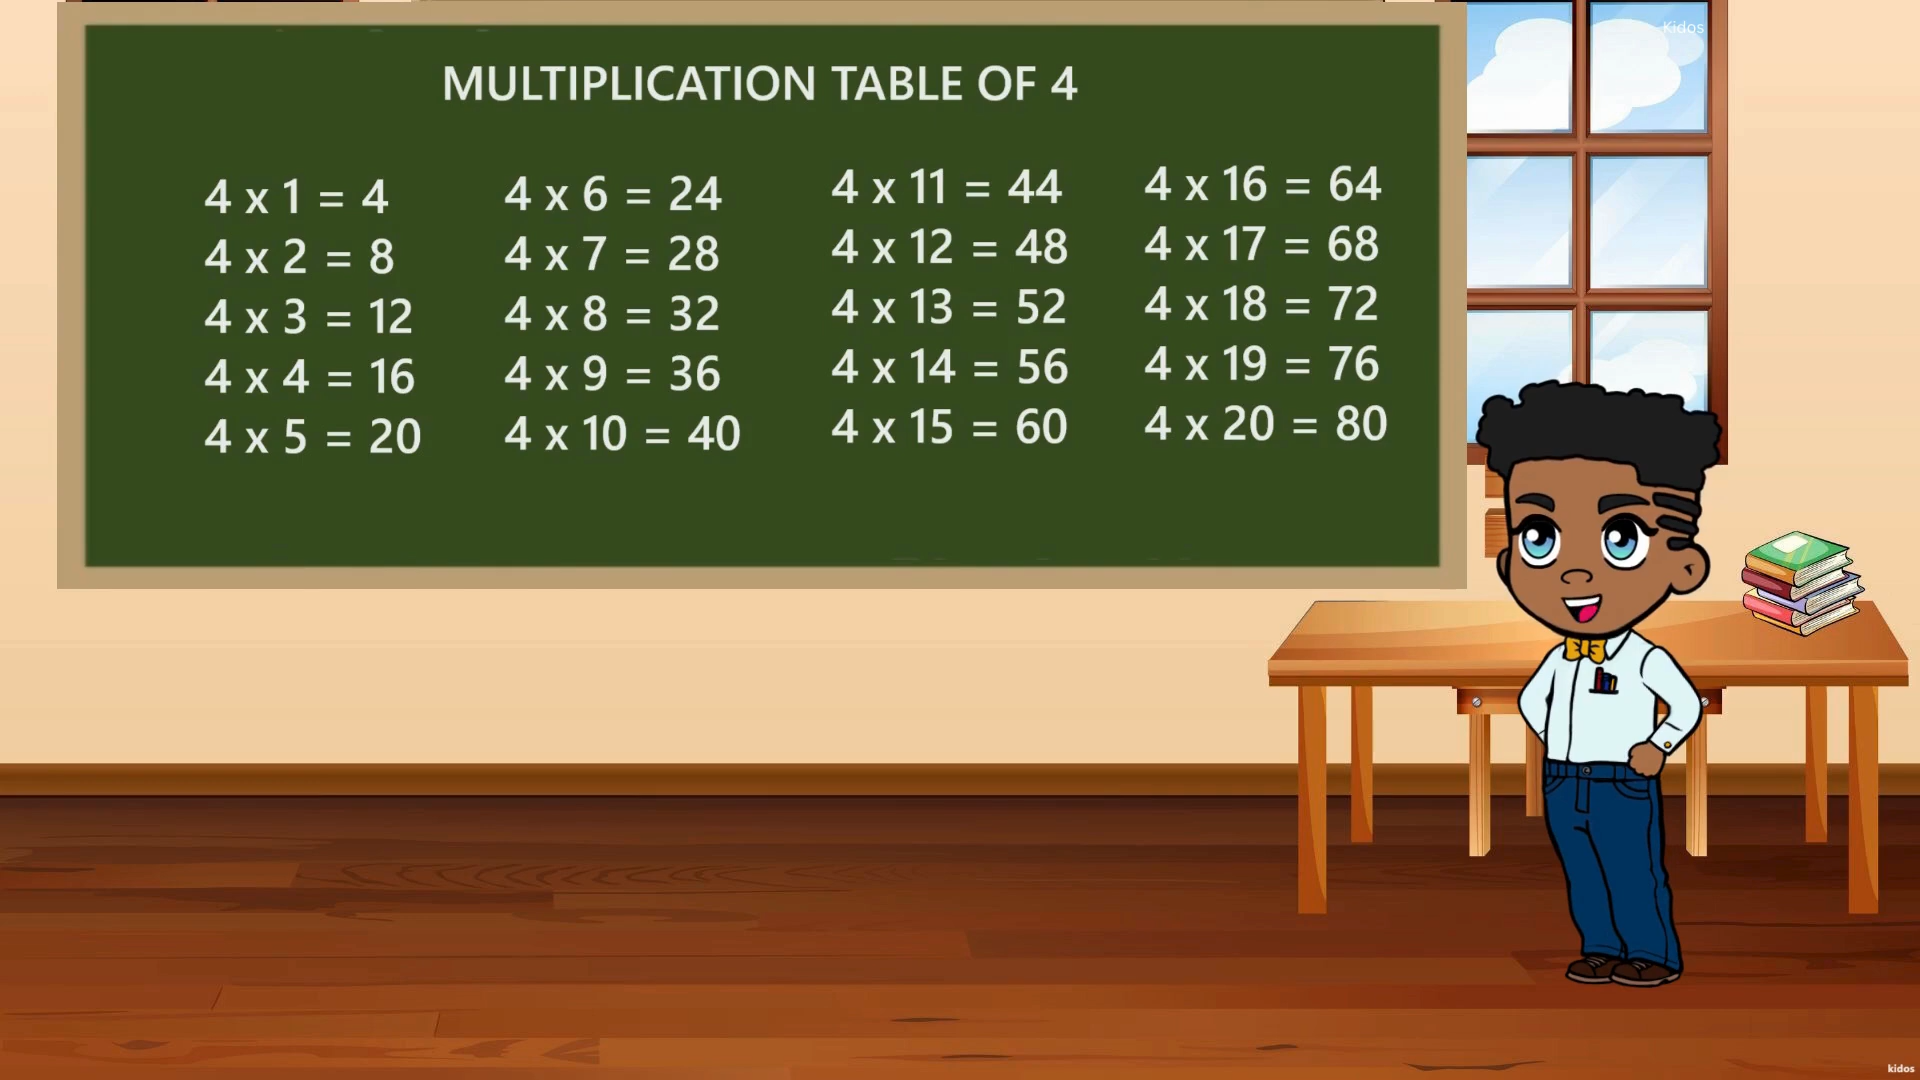 Kidos
MULTIPLICATION TABLE OF 4
4 x 1 = 4
4 x 2 = 8
4 x 3 = 12
4 x 4 = 16
4 x 5 = 20
4 x 6 = 24
4 x 7 = 28
4 x 8 = 32
4 x 9 = 36
4 x 10 = 40
4 x 11 = 44
4 x 12 = 48
4 x 13 = 52
4 x 14 = 56
4 x 15 = 60
4 x 16 = 64
4 x 17 = 68
4 x 18 = 72
4 x 19 = 76
4 x 20 = 80
kidos